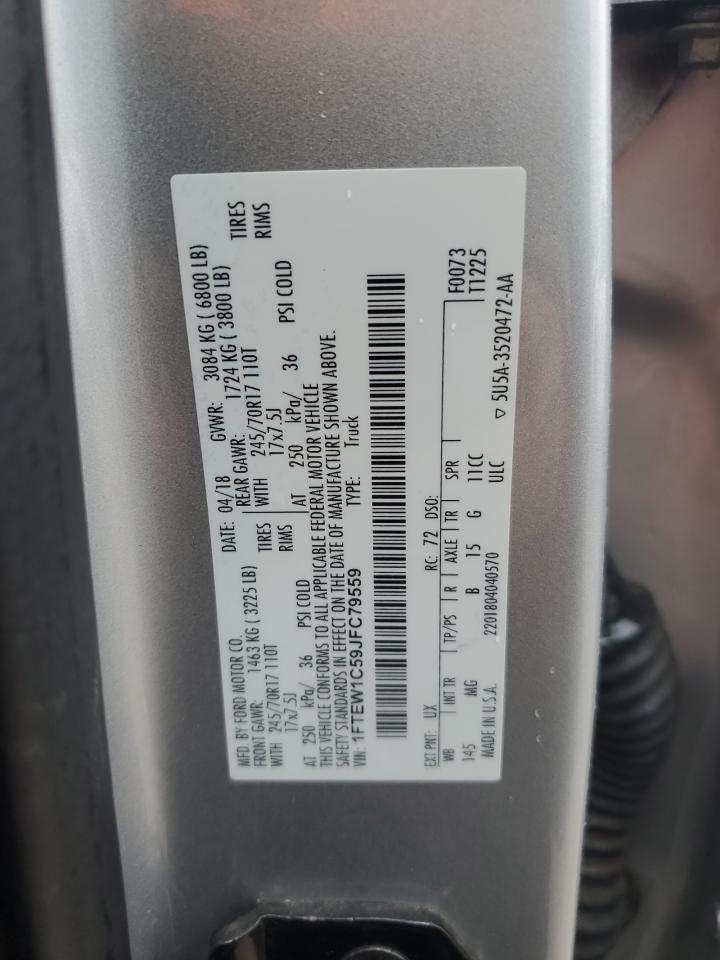 MFD. BY FORD MOTOR CO.
DATE: 04/18 GVWR: 3084 KG ( 6800 LB)
FRONT GAWR: 1463 KG ( 3225 LB) REAR GAWR: 1724 KG ( 3800 LB)
WITH 245/70R17 110T TIRES WITH 245/70R17 110T TIRES
17x7.5J RIMS 17x7.5J RIMS
AT 250 kPa/ 36 PSI COLD AT 250 kPa/ 36 PSI COLD
THIS VEHICLE CONFORMS TO ALL APPLICABLE FEDERAL MOTOR VEHICLE
SAFETY STANDARDS IN EFFECT ON THE DATE OF MANUFACTURE SHOWN ABOVE.
VIN: 1FTEW1C59JFC79559 TYPE: Truck
EXT PNT: UX RC: 72 DSO: F0073
WB INT TR TP/PS R AXLE TR SPR T1225
145 MG B 15 G 11CC
MADE IN U.S.A. 2201804040570 ULC
▽ 5U5A-3520472-AA